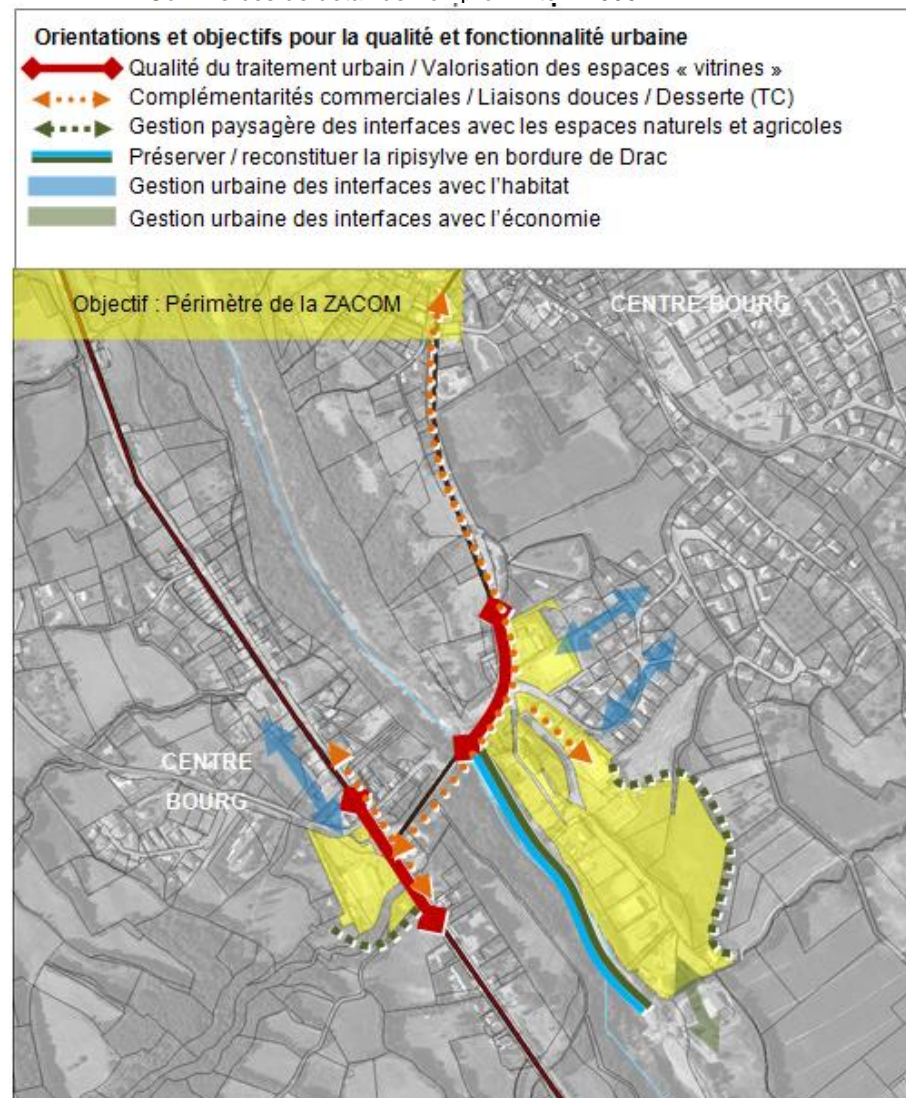 Orientations et objectifs pour la qualité et fonctionnalité urbaine
Qualité du traitement urbain / Valorisation des espaces « vitrines »
Complémentarités commerciales / Liaisons douces / Desserte (TC)
Gestion paysagère des interfaces avec les espaces naturels et agricoles
Préserver / reconstituer la ripisylve en bordure de Drac
Gestion urbaine des interfaces avec l'habitat
Gestion urbaine des interfaces avec l'économie
Objectif : Périmètre de la ZACOM
CENTRE BOURG
CENTRE
BOURG